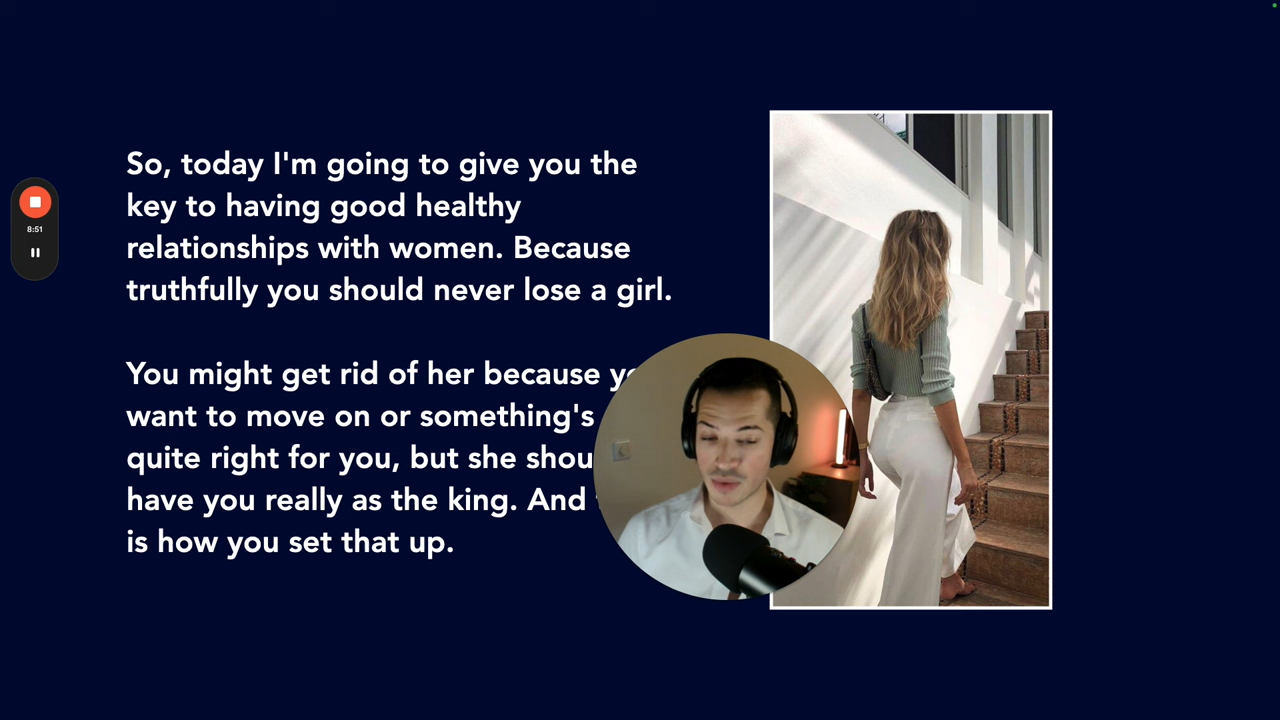 So, today I'm going to give you the
key to having good healthy
relationships with women. Because
truthfully you should never lose a girl.
You might get rid of her because
want to move on or something's
quite right for you, but she
have you really as the king. And
is how you set that up.
8:51